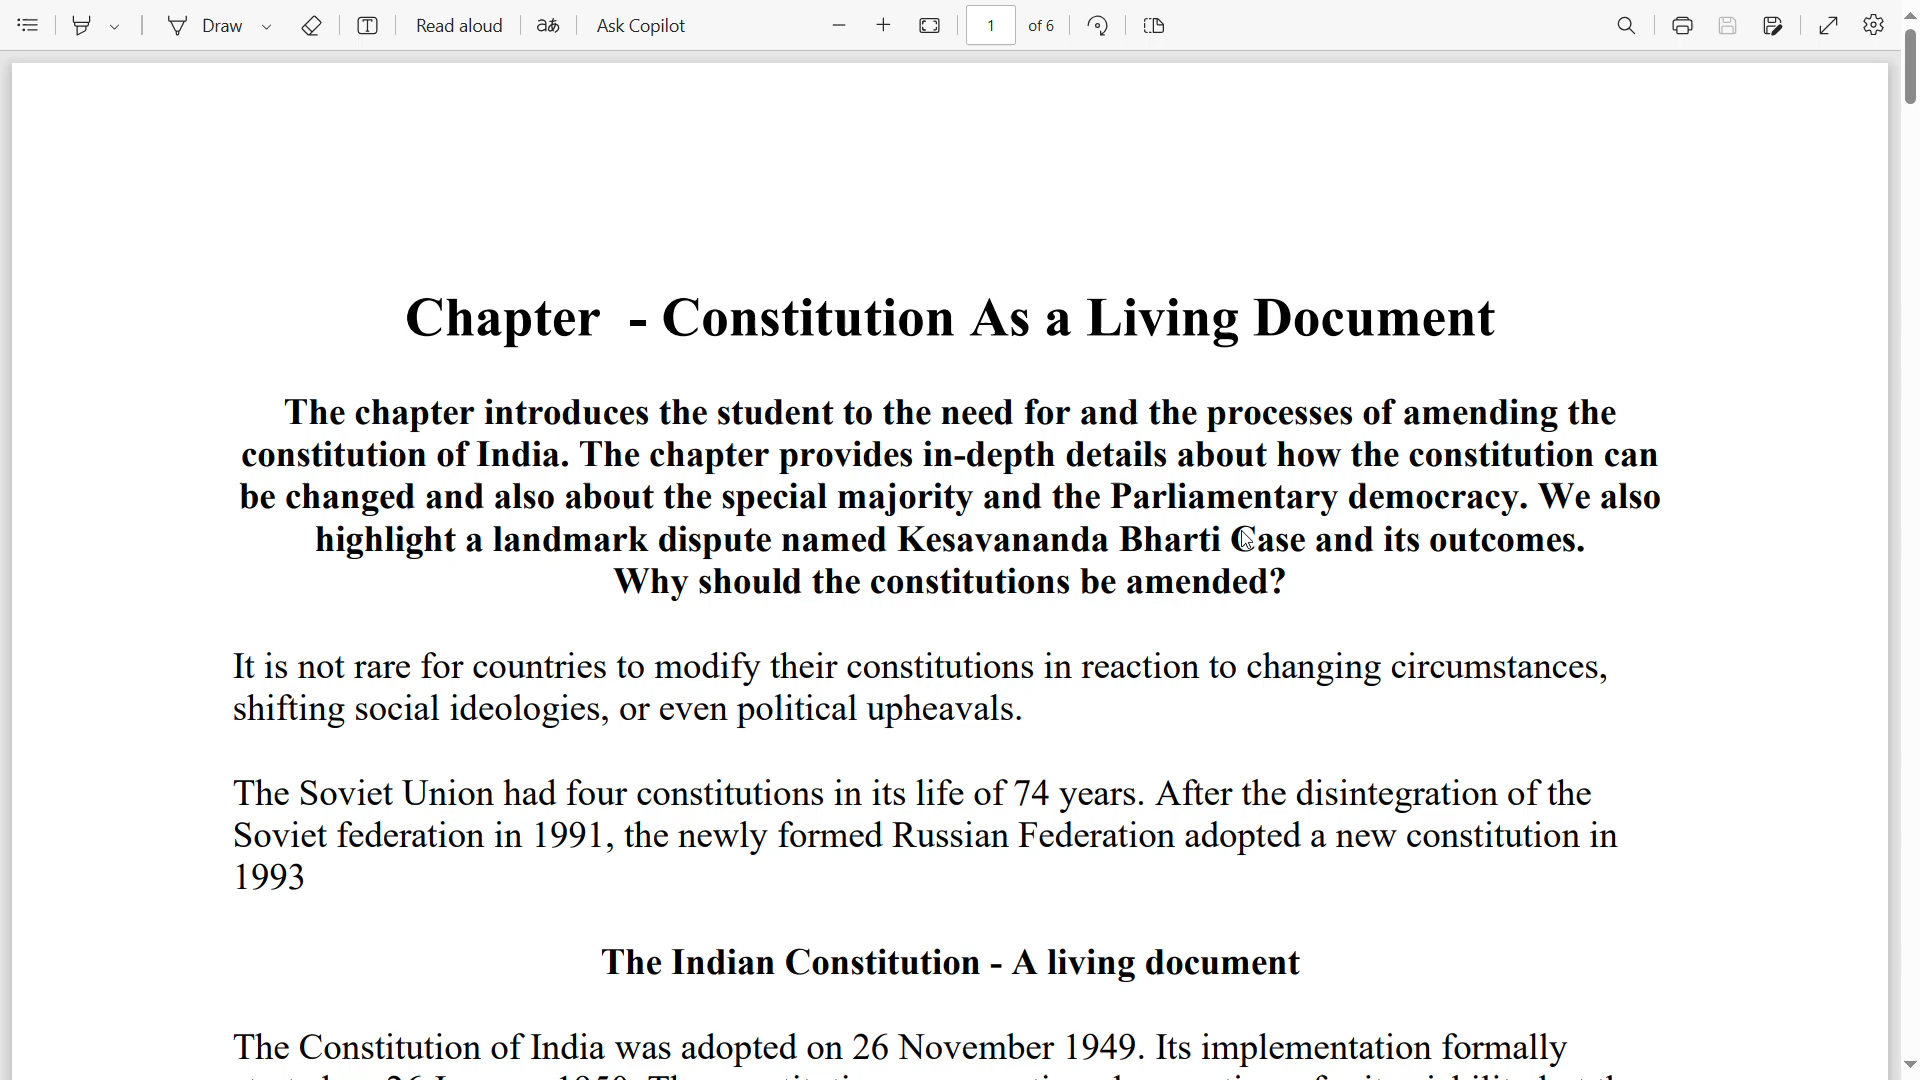 Draw
Read aloud
aあ
Ask Copilot
1 of 6
Chapter - Constitution As a Living Document
The chapter introduces the student to the need for and the processes of amending the
constitution of India. The chapter provides in-depth details about how the constitution can
be changed and also about the special majority and the Parliamentary democracy. We also
highlight a landmark dispute named Kesavananda Bharti Case and its outcomes.
Why should the constitutions be amended?
It is not rare for countries to modify their constitutions in reaction to changing circumstances,
shifting social ideologies, or even political upheavals.
The Soviet Union had four constitutions in its life of 74 years. After the disintegration of the
Soviet federation in 1991, the newly formed Russian Federation adopted a new constitution in
1993
The Indian Constitution - A living document
The Constitution of India was adopted on 26 November 1949. Its implementation formally